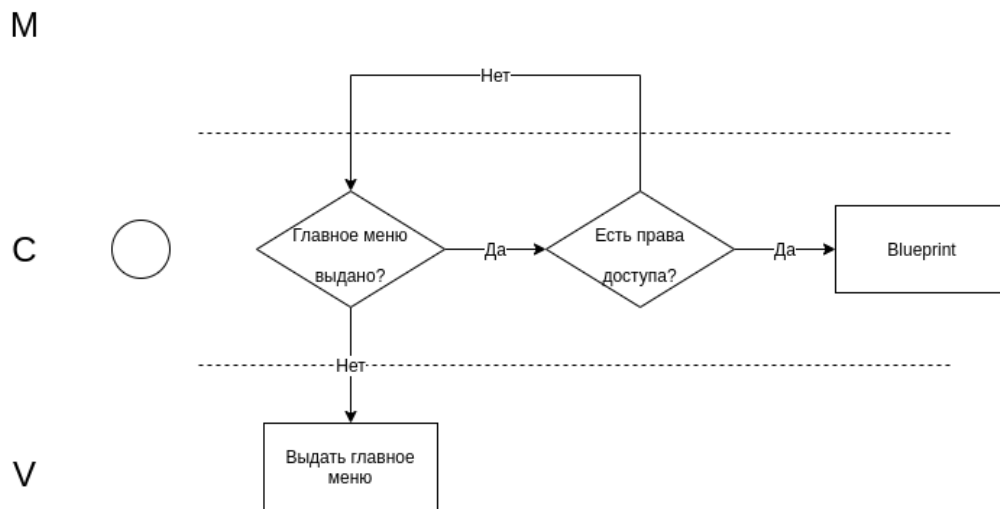 M
Нет
C
Главное меню
выдано?
Да
Есть права
доступа?
Да
Blueprint
Нет
V
Выдать главное
меню